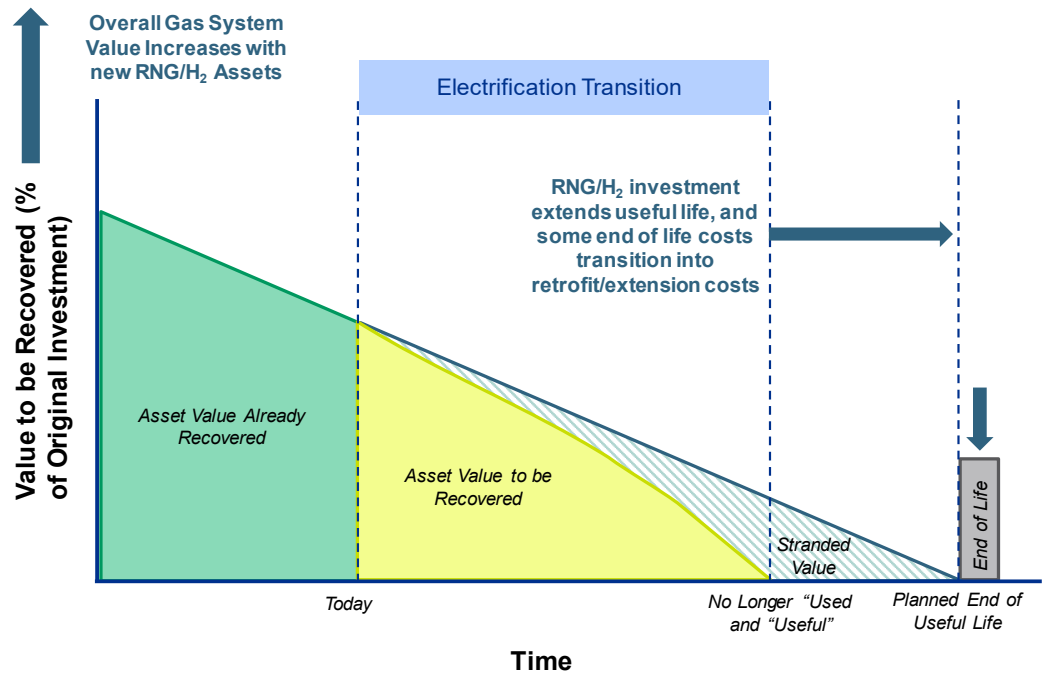 Overall Gas System
Value Increases with
new RNG/H₂ Assets
Electrification Transition
RNG/H₂ investment
extends useful life, and
some end of life costs
transition into
retrofit/extension costs
Value to be Recovered (%
of Original Investment)
Asset Value Already
Recovered
Asset Value to be
Recovered
Stranded
Value
End of Life
Today
No Longer “Used
and “Useful”
Planned End of
Useful Life
Time